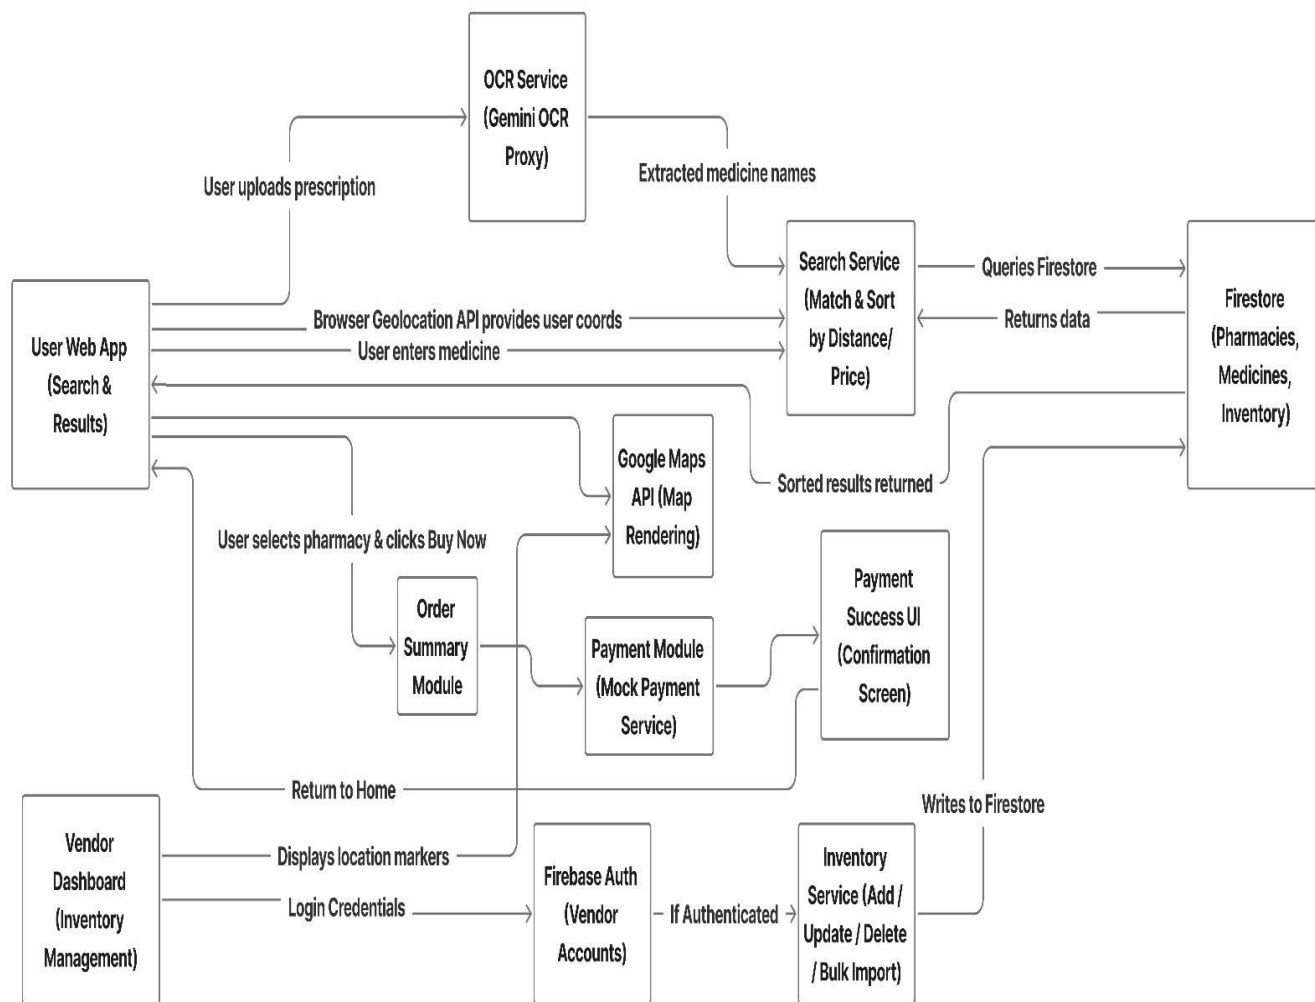 OCR Service
(Gemini OCR
Proxy)
User uploads prescription
Extracted medicine names
Search Service
(Match & Sort
by Distance/
Price)
Queries Firestore
Returns data
Firestore
(Pharmacies,
Medicines,
Inventory)
User Web App
(Search &
Results)
Browser Geolocation API provides user coords
User enters medicine
Google Maps
API (Map
Rendering)
Sorted results returned
User selects pharmacy & clicks Buy Now
Order
Summary
Module
Payment Module
(Mock Payment
Service)
Payment
Success UI
(Confirmation
Screen)
Return to Home
Writes to Firestore
Vendor
Dashboard
(Inventory
Management)
Displays location markers
Login Credentials
Firebase Auth
(Vendor
Accounts)
If Authenticated
Inventory
Service (Add /
Update / Delete
/ Bulk Import)